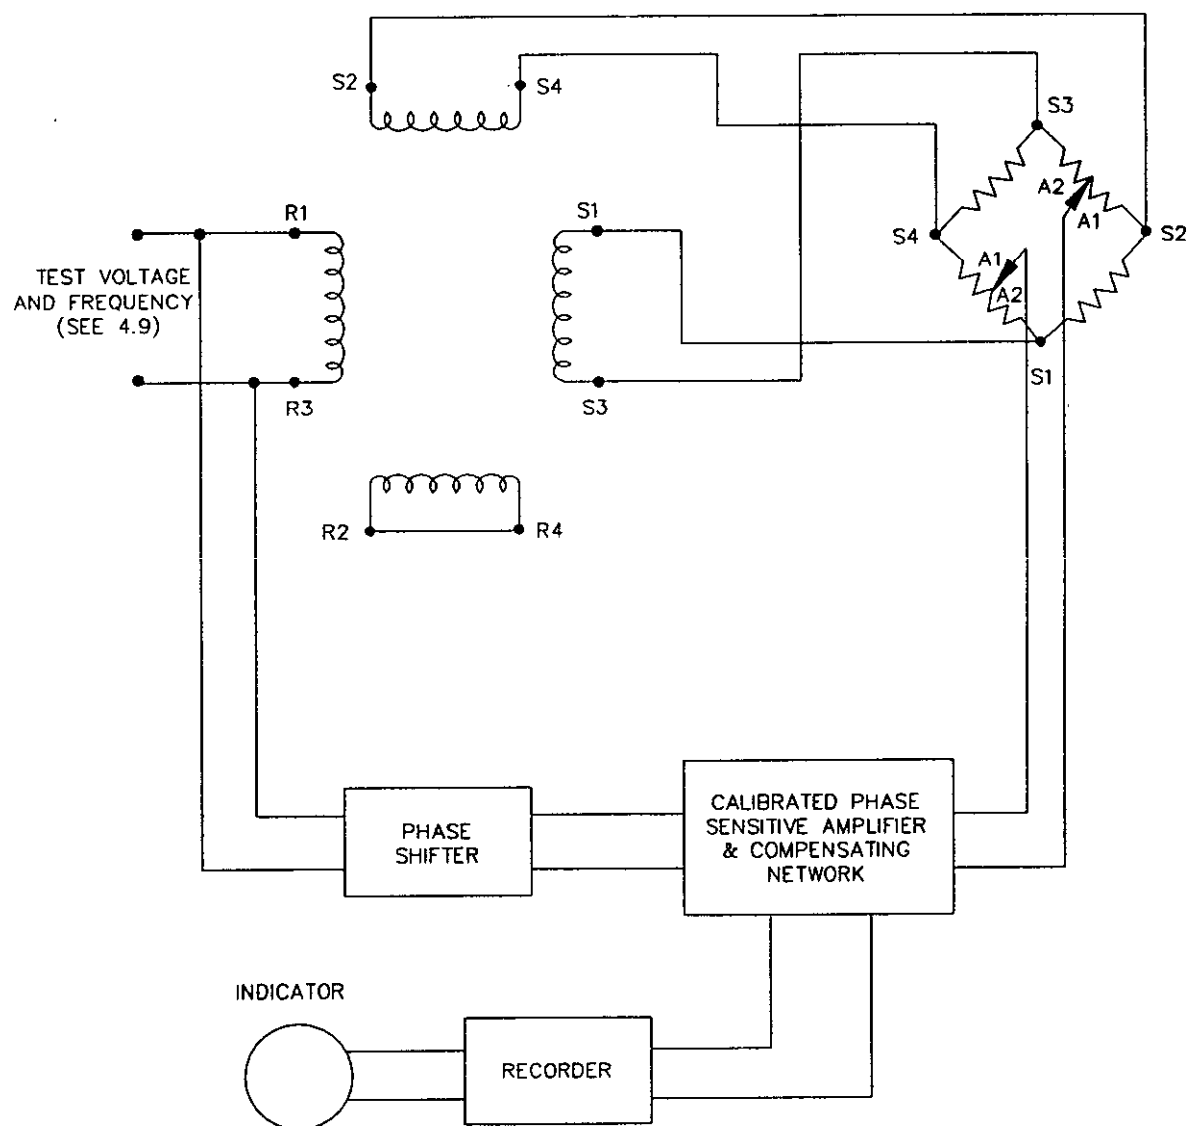 S2
S4
S3
A2
A1
S2
S4
A1
A2
S1
R1
S1
TEST VOLTAGE
AND FREQUENCY
(SEE 4.9)
R3
S3
R2
R4
PHASE
SHIFTER
CALIBRATED PHASE
SENSITIVE AMPLIFIER
& COMPENSATING
NETWORK
INDICATOR
RECORDER